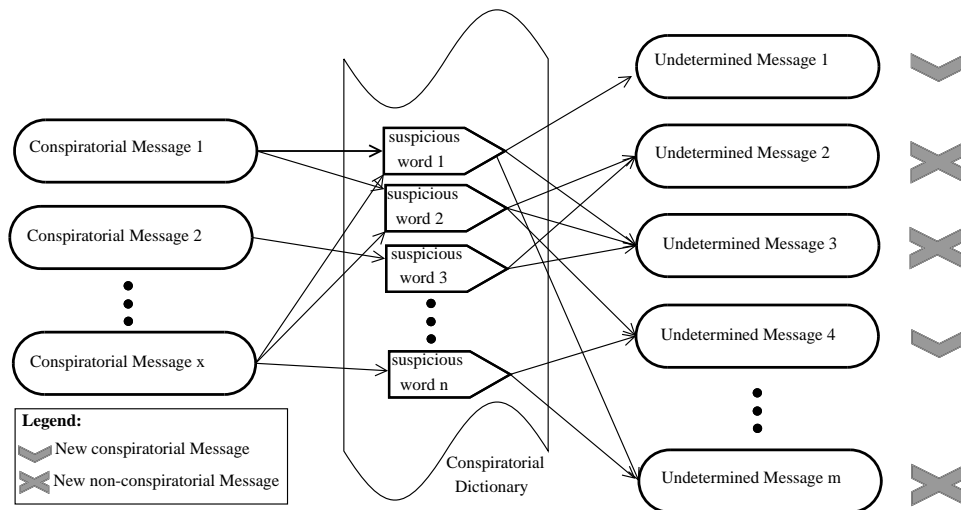 Conspiratorial Message 1
Conspiratorial Message 2
Conspiratorial Message x
suspicious
word 1
suspicious
word 2
suspicious
word 3
suspicious
word n
Conspiratorial
Dictionary
Undetermined Message 1
Undetermined Message 2
Undetermined Message 3
Undetermined Message 4
Undetermined Message m
Legend:
New conspiratorial Message
New non-conspiratorial Message